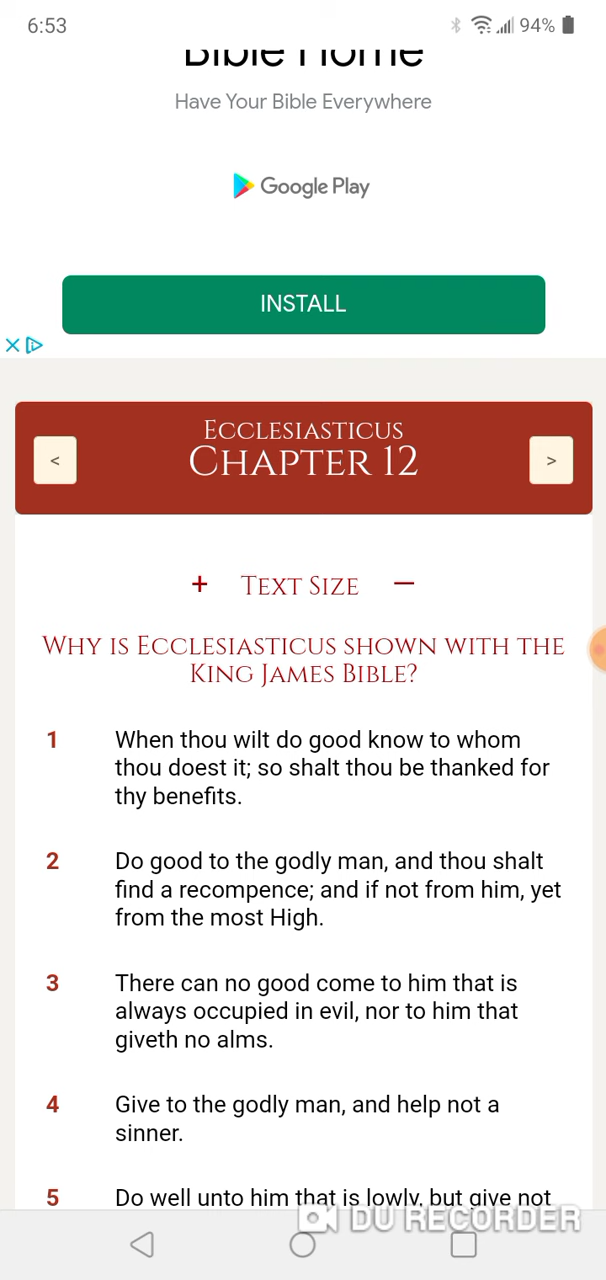 6:53
94%
Bible Home
Have Your Bible Everywhere
Google Play
INSTALL
Ecclesiasticus
Chapter 12
<
>
+ Text Size −
Why is Ecclesiasticus shown with the
King James Bible?
1 When thou wilt do good know to whom
thou doest it; so shalt thou be thanked for
thy benefits.
2 Do good to the godly man, and thou shalt
find a recompence; and if not from him, yet
from the most High.
3 There can no good come to him that is
always occupied in evil, nor to him that
giveth no alms.
4 Give to the godly man, and help not a
sinner.
5 Do well unto him that is lowly, but give not
DU RECORDER